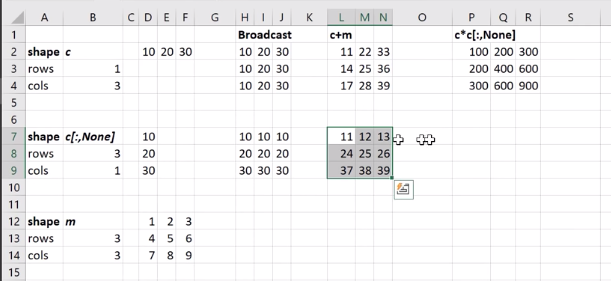 A B C D E F G H I J K L M N O P Q R S
1 Broadcast c+m c*c[:,None]
2 shape c 10 20 30 10 20 30 11 22 33 100 200 300
3 rows 1 10 20 30 14 25 36 200 400 600
4 cols 3 10 20 30 17 28 39 300 600 900
5
6
7 shape c[:,None] 10 10 10 10 11 12 13
8 rows 3 20 20 20 20 24 25 26
9 cols 1 30 30 30 30 37 38 39
10
11
12 shape m 1 2 3
13 rows 3 4 5 6
14 cols 3 7 8 9
15